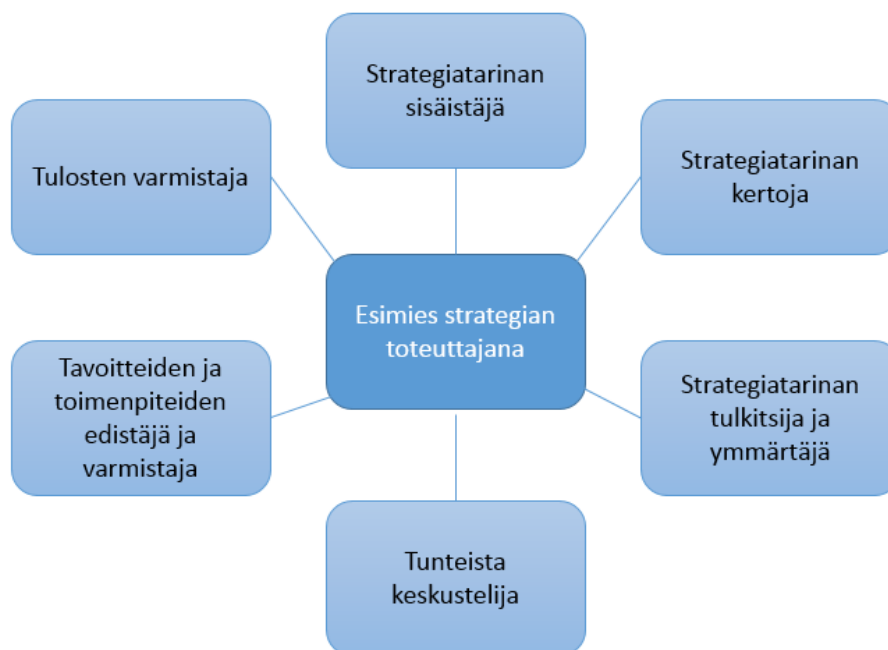 Strategiatarinan
sisäistäjä
Tulosten varmistaja
Strategiatarinan
kertoja
Esimies strategian
toteuttajana
Tavoitteiden ja
toimenpiteiden
edistäjä ja
varmistaja
Strategiatarinan
tulkitsija ja
ymmärtäjä
Tunteista
keskustelija